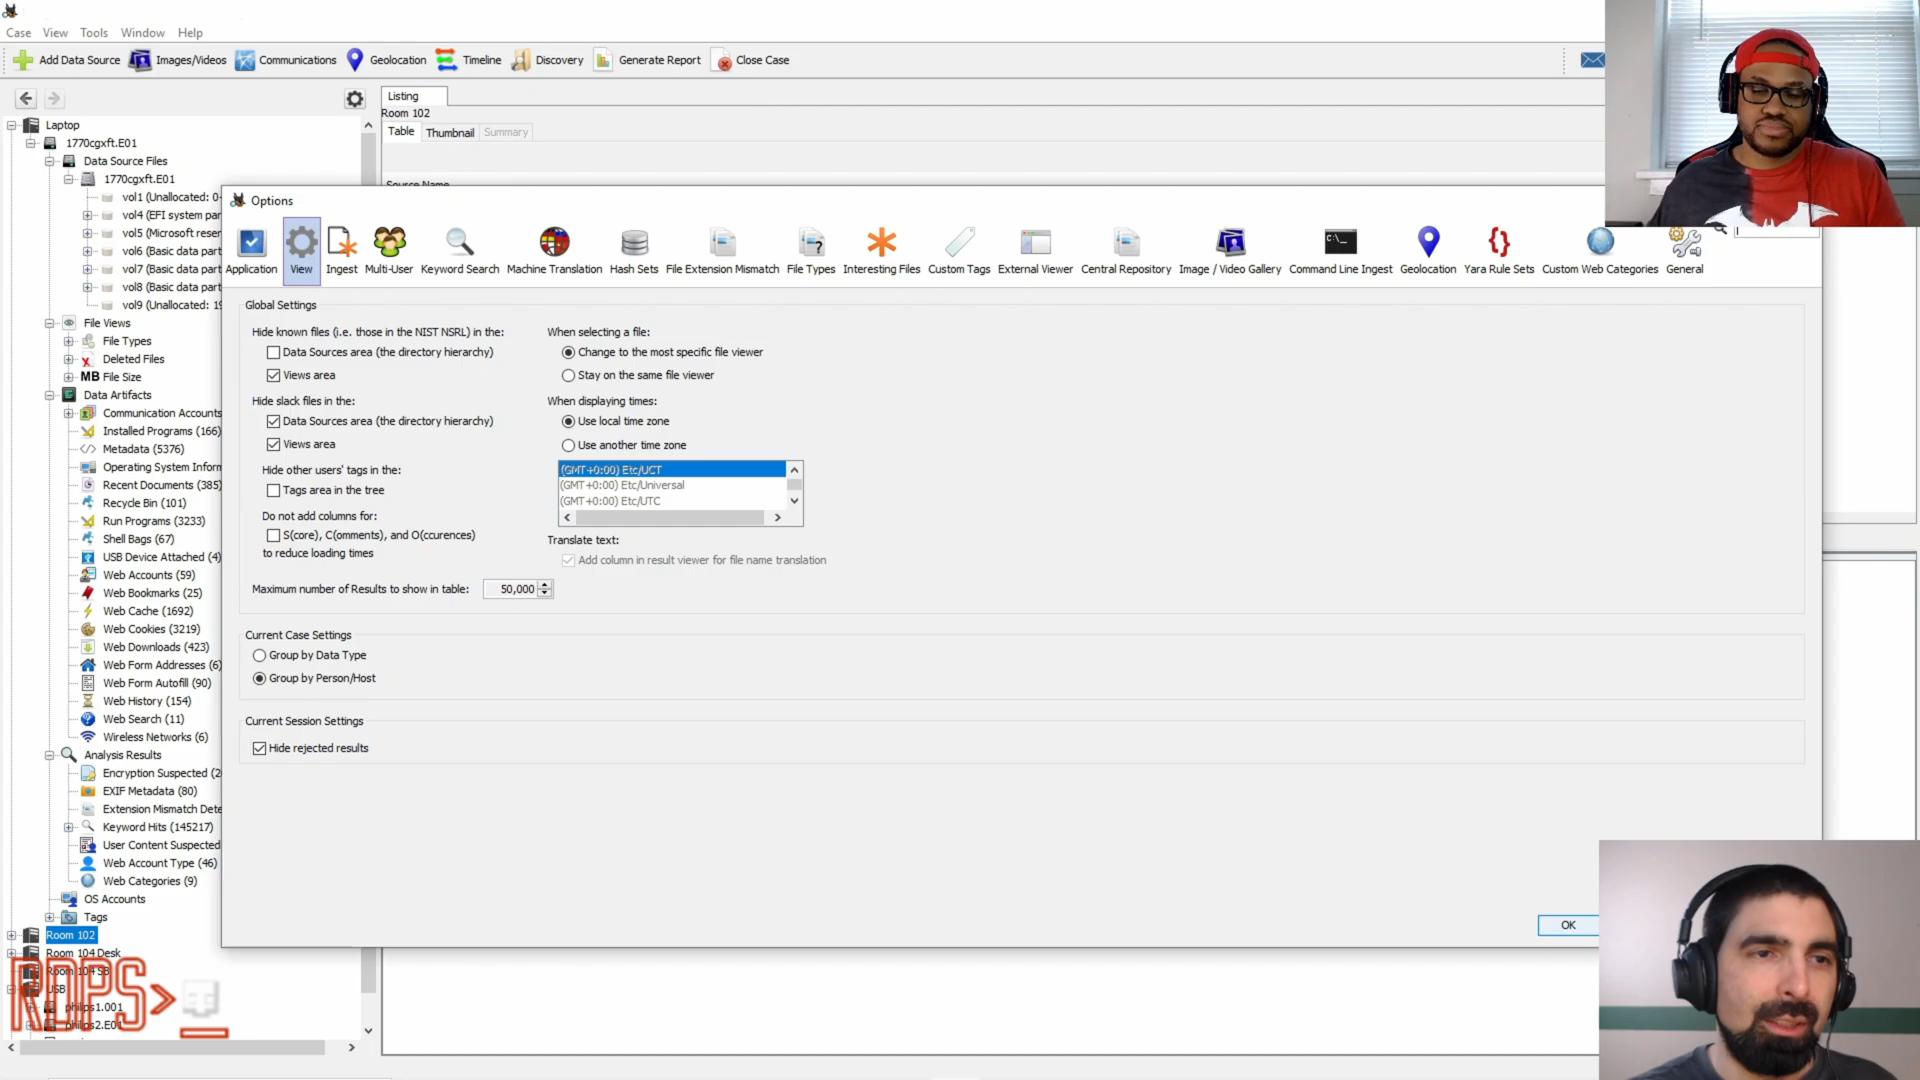 Case View Tools Window Help
Add Data Source Images/Videos Communications Geolocation Timeline Discovery Generate Report Close Case
Listing
Room 102
Table Thumbnail Summary
Source Name
Laptop
1770cgxft.E01
Data Source Files
1770cgxft.E01
vol1 (Unallocated: 0-
vol4 (EFI system par
vol5 (Microsoft reser
vol6 (Basic data part
vol7 (Basic data part
vol8 (Basic data part
vol9 (Unallocated: 19
File Views
File Types
Deleted Files
MB File Size
Data Artifacts
Communication Accounts
Installed Programs (166)
Metadata (5376)
Operating System Inforn
Recent Documents (385)
Recycle Bin (101)
Run Programs (3233)
Shell Bags (67)
USB Device Attached (4)
Web Accounts (59)
Web Bookmarks (25)
Web Cache (1692)
Web Cookies (3219)
Web Downloads (423)
Web Form Addresses (6)
Web Form Autofill (90)
Web History (154)
Web Search (11)
Wireless Networks (6)
Analysis Results
Encryption Suspected (2
EXIF Metadata (80)
Extension Mismatch Dete
Keyword Hits (145217)
User Content Suspected
Web Account Type (46)
Web Categories (9)
OS Accounts
Tags
Room 102
Room 104 Desk
Room 104 SB
USB
philips1.001
philips2.E01
RDPS>_
Options
Application View Ingest Multi-User Keyword Search Machine Translation Hash Sets File Extension Mismatch File Types Interesting Files Custom Tags External Viewer Central Repository Image / Video Gallery Command Line Ingest Geolocation Yara Rule Sets Custom Web Categories General
Global Settings
Hide known files (i.e. those in the NIST NSRL) in the:
Data Sources area (the directory hierarchy)
Views area
Hide slack files in the:
Data Sources area (the directory hierarchy)
Views area
Hide other users' tags in the:
Tags area in the tree
Do not add columns for:
S(core), C(omments), and O(ccurences)
to reduce loading times
Maximum number of Results to show in table: 50,000
When selecting a file:
Change to the most specific file viewer
Stay on the same file viewer
When displaying times:
Use local time zone
Use another time zone
(GMT+0:00) Etc/UCT
(GMT+0:00) Etc/Universal
(GMT+0:00) Etc/UTC
Translate text:
Add column in result viewer for file name translation
Current Case Settings
Group by Data Type
Group by Person/Host
Current Session Settings
Hide rejected results
OK